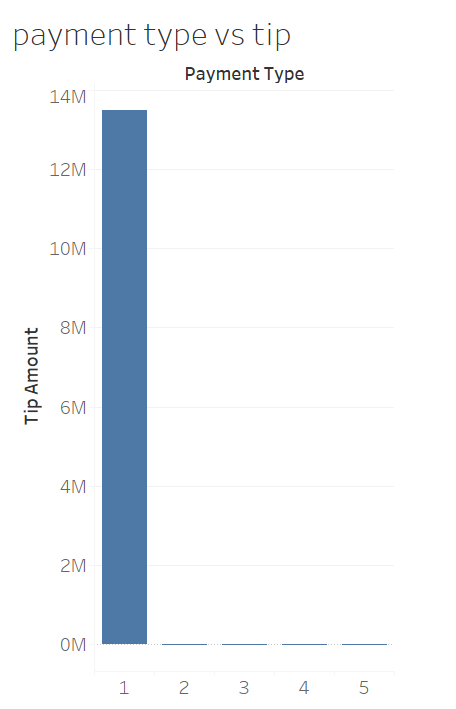 payment type vs tip
Payment Type
14M
12M
10M
8M
6M
4M
2M
0M
Tip Amount
1 2 3 4 5